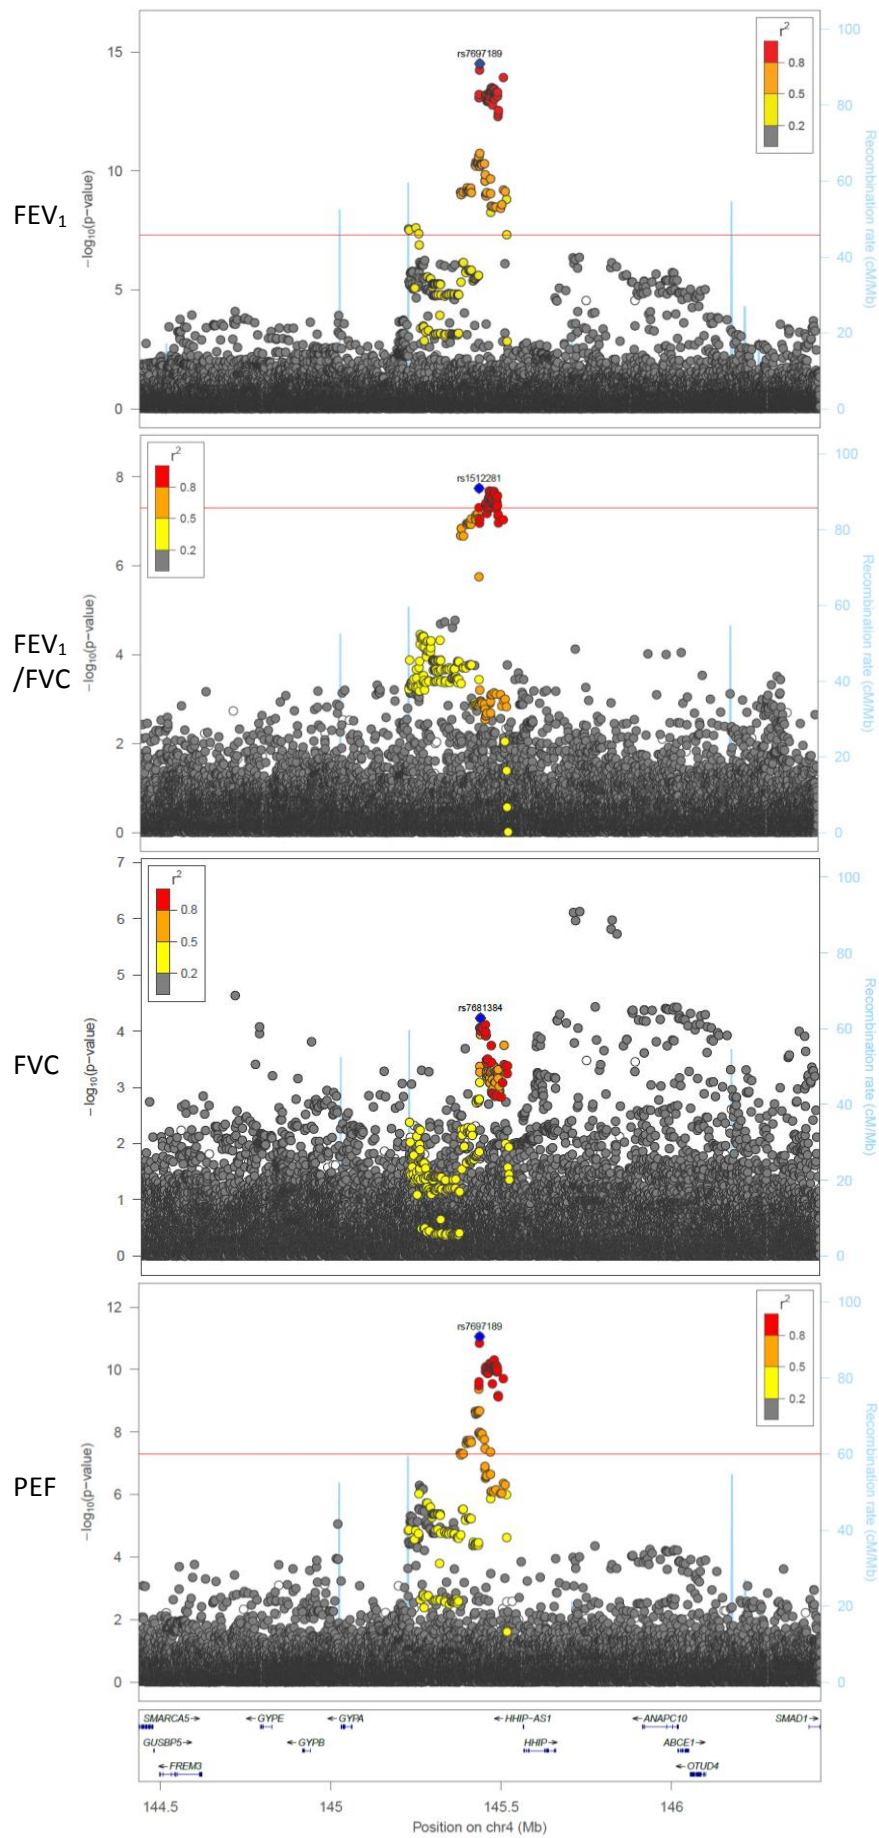 FEV₁
−log₁₀(p−value)
15
10
5
0
rs7697189
r²
0.8
0.5
0.2
100
80
60
40
20
0
Recombination rate (cM/Mb)
FEV₁
/FVC
−log₁₀(p−value)
8
6
4
2
0
r²
0.8
0.5
0.2
rs1512281
100
80
60
40
20
0
Recombination rate (cM/Mb)
FVC
−log₁₀(p−value)
7
6
5
4
3
2
1
0
r²
0.8
0.5
0.2
rs7681384
100
80
60
40
20
0
Recombination rate (cM/Mb)
PEF
−log₁₀(p−value)
12
10
8
6
4
2
0
rs7697189
r²
0.8
0.5
0.2
100
80
60
40
20
0
Recombination rate (cM/Mb)
SMARCA5→ ←GYPE ←GYPA ←HHIP−AS1 ←ANAPC10 SMAD1→
GUSBP5→ ←GYPB HHIP→ ABCE1→
←FREM3 ←OTUD4
144.5 145 145.5 146
Position on chr4 (Mb)